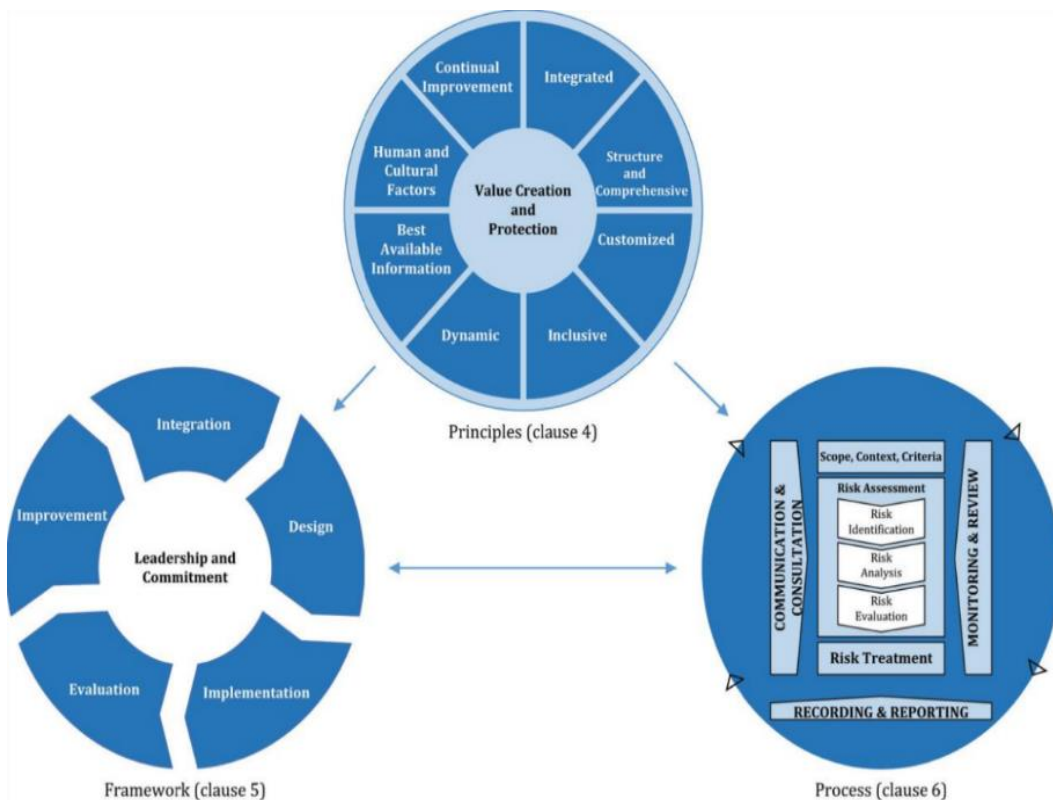 Continual
Improvement
Integrated
Human and
Cultural
Factors
Structure
and
Comprehensive
Value Creation
and
Protection
Best
Available
Information
Customized
Dynamic
Inclusive
Principles (clause 4)
Integration
Improvement
Design
Leadership and
Commitment
Evaluation
Implementation
Framework (clause 5)
Scope, Context, Criteria
Risk Assessment
Risk
Identification
Risk
Analysis
Risk
Evaluation
Risk Treatment
COMMUNICATION &
CONSULTATION
MONITORING & REVIEW
RECORDING & REPORTING
Process (clause 6)